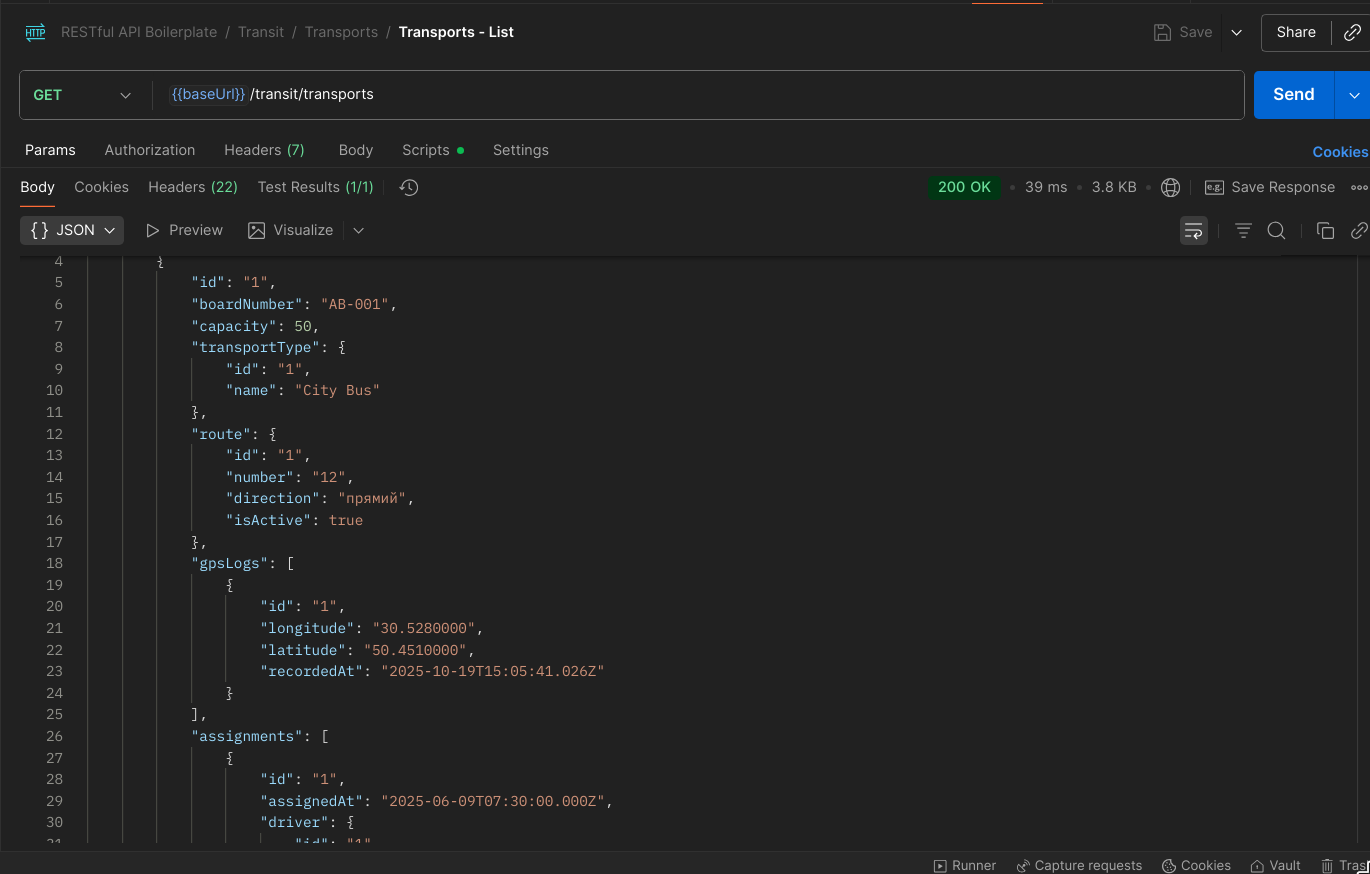 RESTful API Boilerplate / Transit / Transports / Transports - List
Save
Share
GET
{{baseUrl}} /transit/transports
Send
Params Authorization Headers (7) Body Scripts Settings
Cookies
Body Cookies Headers (22) Test Results (1/1)
200 OK 39 ms 3.8 KB e.g. Save Response
{} JSON Preview Visualize
4 {
5 "id": "1",
6 "boardNumber": "AB-001",
7 "capacity": 50,
8 "transportType": {
9 "id": "1",
10 "name": "City Bus"
11 },
12 "route": {
13 "id": "1",
14 "number": "12",
15 "direction": "прямий",
16 "isActive": true
17 },
18 "gpsLogs": [
19 {
20 "id": "1",
21 "longitude": "30.5280000",
22 "latitude": "50.4510000",
23 "recordedAt": "2025-10-19T15:05:41.026Z"
24 }
25 ],
26 "assignments": [
27 {
28 "id": "1",
29 "assignedAt": "2025-06-09T07:30:00.000Z",
30 "driver": {
31 "id": "1"
Runner Capture requests Cookies Vault Tras